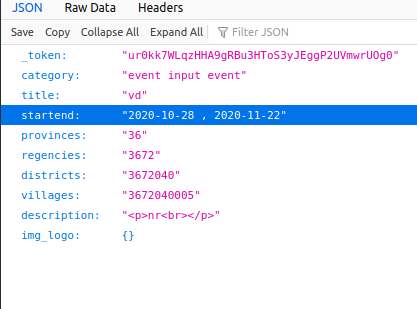 JSON Raw Data Headers
Save Copy Collapse All Expand All Filter JSON
_token: "ur0kk7WLqzHHA9gRBu3HToS3yJEggP2UVmwrUOg0"
category: "event input event"
title: "vd"
startend: "2020-10-28 , 2020-11-22"
provinces: "36"
regencies: "3672"
districts: "3672040"
villages: "3672040005"
description: "<p>nr<br></p>"
img_logo: {}